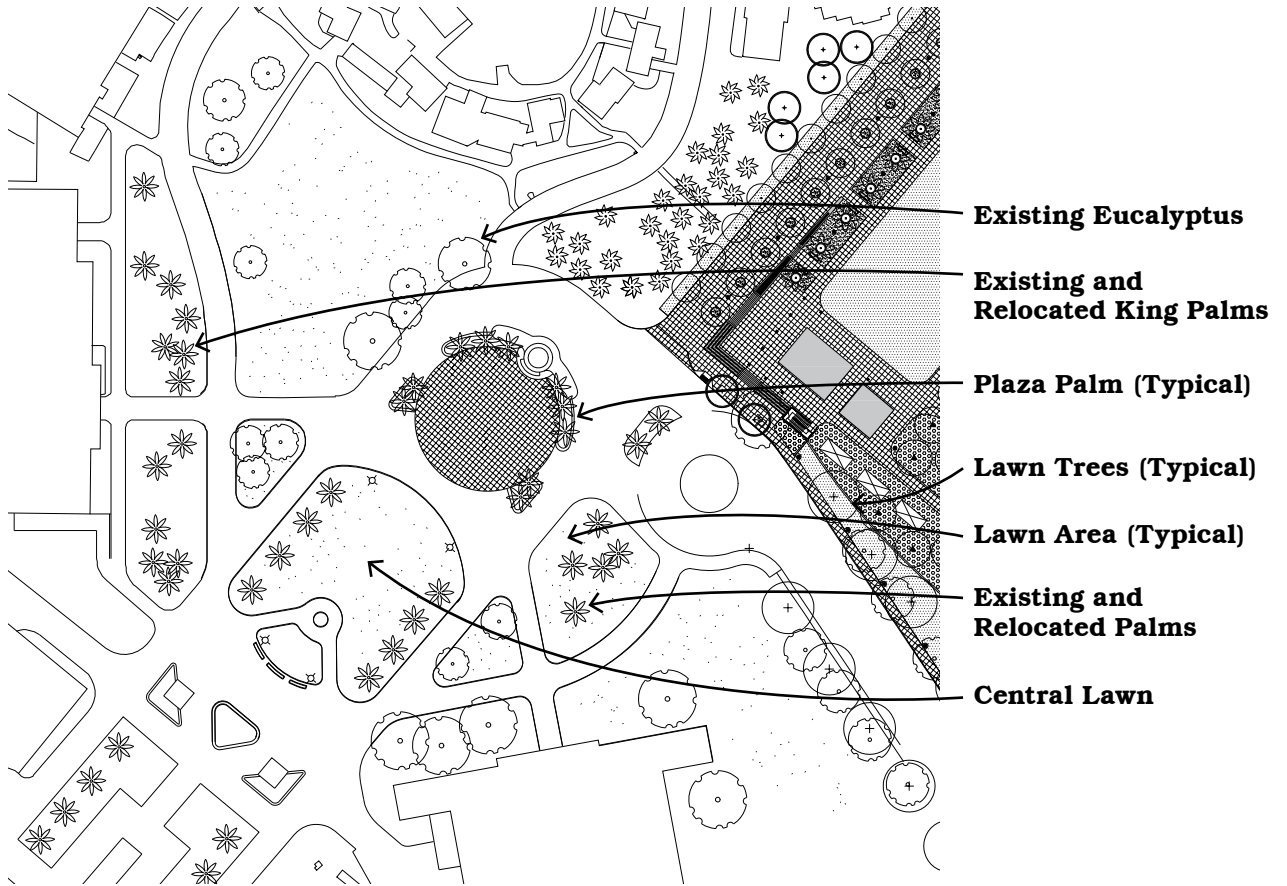 Existing Eucalyptus
Existing and
Relocated King Palms
Plaza Palm (Typical)
Lawn Trees (Typical)
Lawn Area (Typical)
Existing and
Relocated Palms
Central Lawn